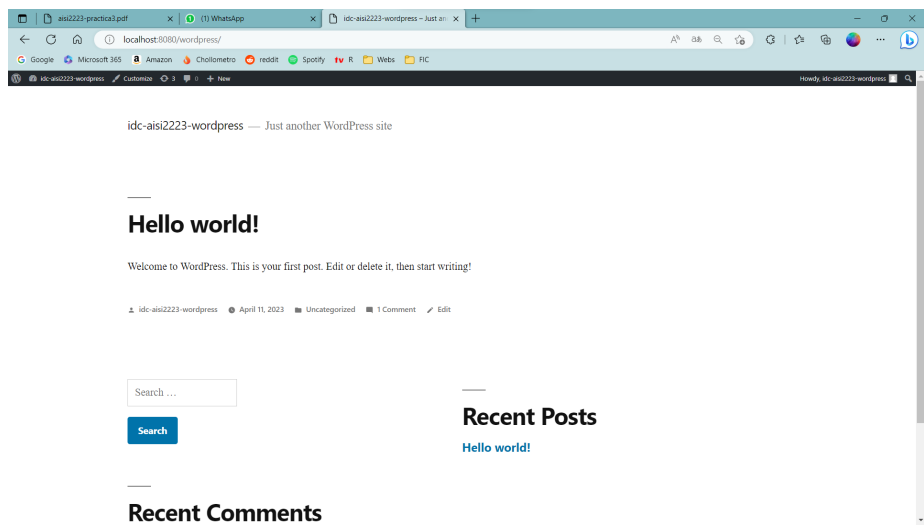 aisi2223-practica3.pdf
(1) WhatsApp
idc-aisi2223-wordpress – Just an
localhost:8080/wordpress/
Google Microsoft 365 Amazon Chollometro reddit Spotify R Webs FIC
idc-aisi2223-wordpress Customize 3 0 + New Howdy, idc-aisi2223-wordpress
idc-aisi2223-wordpress — Just another WordPress site
Hello world!
Welcome to WordPress. This is your first post. Edit or delete it, then start writing!
idc-aisi2223-wordpress April 11, 2023 Uncategorized 1 Comment Edit
Search …
Search
Recent Posts
Hello world!
Recent Comments